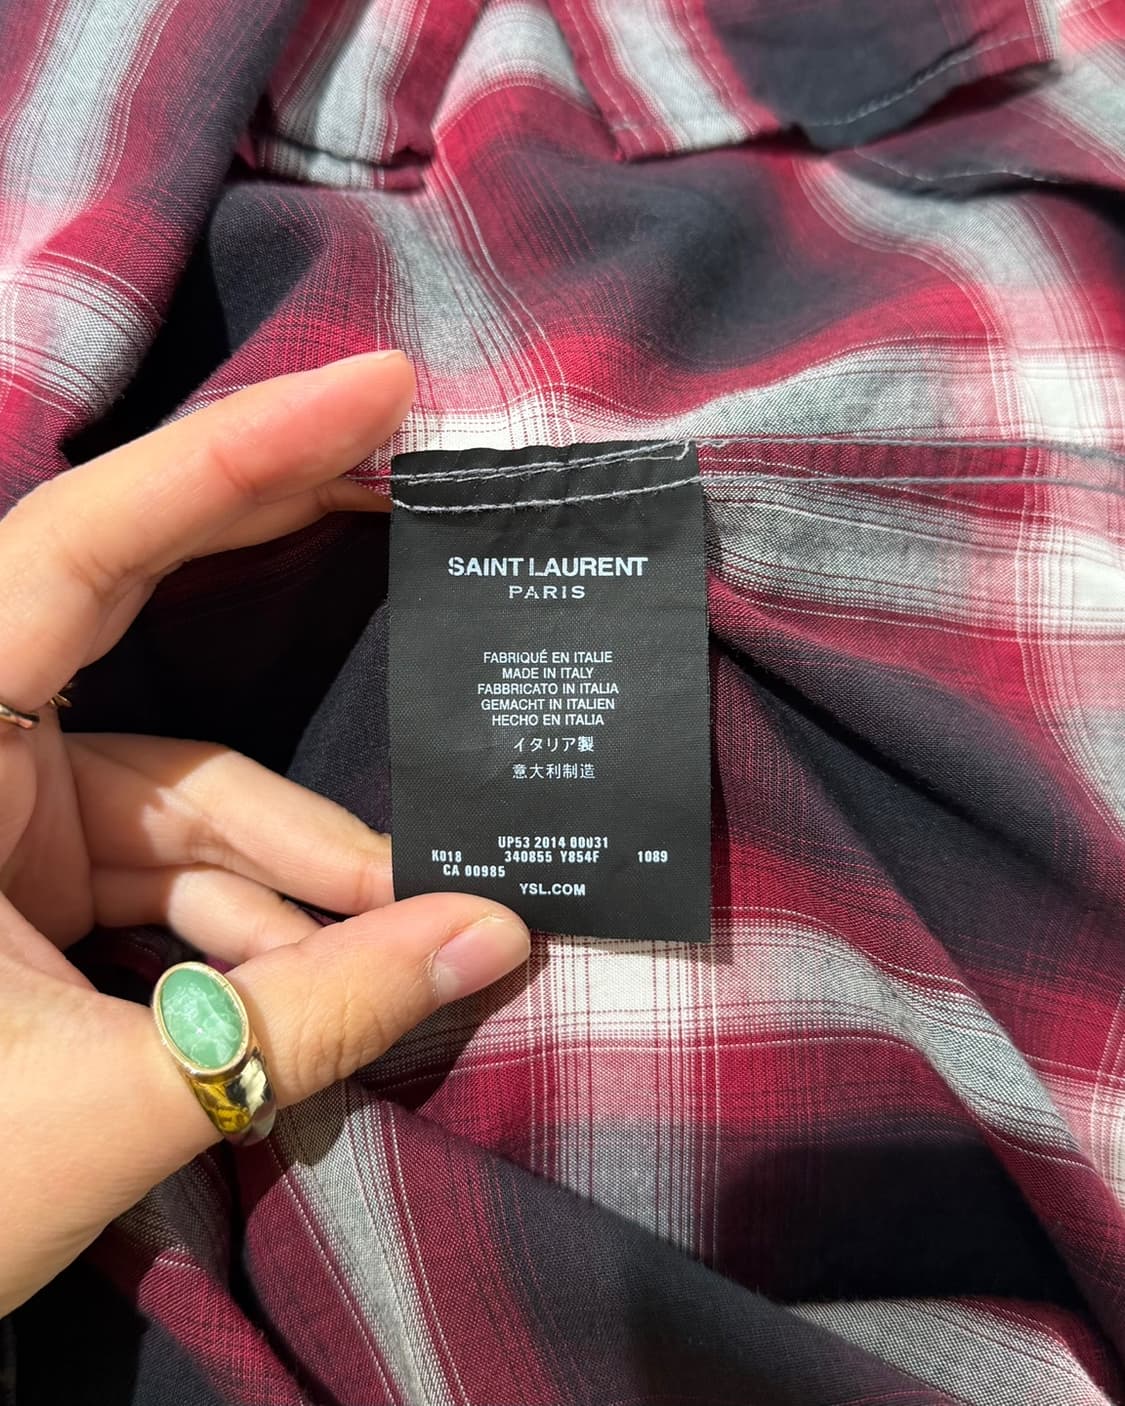 SAINT LAURENT
PARIS
FABRIQUÉ EN ITALIE
MADE IN ITALY
FABBRICATO IN ITALIA
GEMACHT IN ITALIEN
HECHO EN ITALIA
イタリア製
意大利制造
UP53 2014 00031
K018 340855 Y854F 1089
CA 00985
YSL.COM